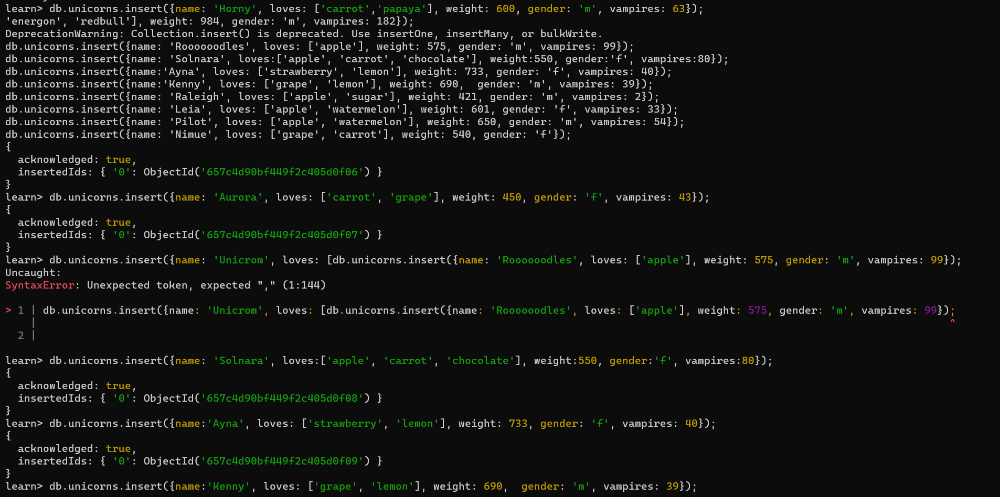 learn> db.unicorns.insert({name: 'Horny', loves: ['carrot','papaya'], weight: 600, gender: 'm', vampires: 63});
'energon', 'redbull'], weight: 984, gender: 'm', vampires: 182});
DeprecationWarning: Collection.insert() is deprecated. Use insertOne, insertMany, or bulkWrite.
db.unicorns.insert({name: 'Roooooodles', loves: ['apple'], weight: 575, gender: 'm', vampires: 99});
db.unicorns.insert({name: 'Solnara', loves:['apple', 'carrot', 'chocolate'], weight:550, gender:'f', vampires:80});
db.unicorns.insert({name:'Ayna', loves: ['strawberry', 'lemon'], weight: 733, gender: 'f', vampires: 40});
db.unicorns.insert({name:'Kenny', loves: ['grape', 'lemon'], weight: 690,  gender: 'm', vampires: 39});
db.unicorns.insert({name: 'Raleigh', loves: ['apple', 'sugar'], weight: 421, gender: 'm', vampires: 2});
db.unicorns.insert({name: 'Leia', loves: ['apple', 'watermelon'], weight: 601, gender: 'f', vampires: 33});
db.unicorns.insert({name: 'Pilot', loves: ['apple', 'watermelon'], weight: 650, gender: 'm', vampires: 54});
db.unicorns.insert({name: 'Nimue', loves: ['grape', 'carrot'], weight: 540, gender: 'f'});
{
  acknowledged: true,
  insertedIds: { '0': ObjectId('657c4d90bf449f2c405d0f06') }
}
learn> db.unicorns.insert({name: 'Aurora', loves: ['carrot', 'grape'], weight: 450, gender: 'f', vampires: 43});
{
  acknowledged: true,
  insertedIds: { '0': ObjectId('657c4d90bf449f2c405d0f07') }
}
learn> db.unicorns.insert({name: 'Unicrom', loves: [db.unicorns.insert({name: 'Roooooodles', loves: ['apple'], weight: 575, gender: 'm', vampires: 99});
Uncaught:
SyntaxError: Unexpected token, expected "," (1:144)
> 1 | db.unicorns.insert({name: 'Unicrom', loves: [db.unicorns.insert({name: 'Roooooodles', loves: ['apple'], weight: 575, gender: 'm', vampires: 99});
    | ^
  2 |
learn> db.unicorns.insert({name: 'Solnara', loves:['apple', 'carrot', 'chocolate'], weight:550, gender:'f', vampires:80});
{
  acknowledged: true,
  insertedIds: { '0': ObjectId('657c4d90bf449f2c405d0f08') }
}
learn> db.unicorns.insert({name:'Ayna', loves: ['strawberry', 'lemon'], weight: 733, gender: 'f', vampires: 40});
{
  acknowledged: true,
  insertedIds: { '0': ObjectId('657c4d90bf449f2c405d0f09') }
}
learn> db.unicorns.insert({name:'Kenny', loves: ['grape', 'lemon'], weight: 690,  gender: 'm', vampires: 39});